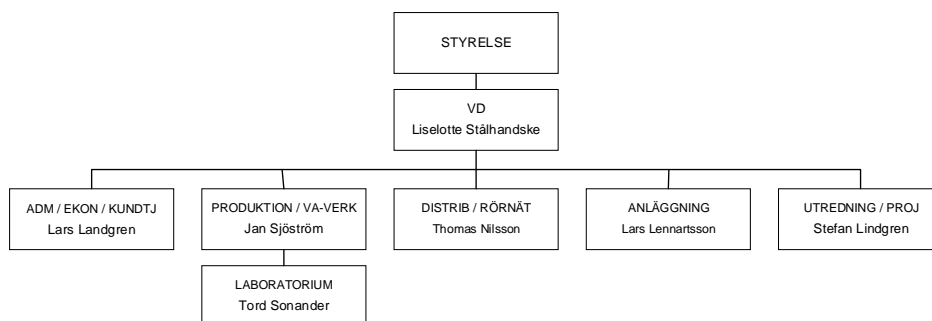 STYRELSE
VD
Liselotte Stålhandske
ADM / EKON / KUNDTJ
Lars Landgren
PRODUKTION / VA-VERK
Jan Sjöström
DISTRIB / RÖRNÄT
Thomas Nilsson
ANLÄGGNING
Lars Lennartsson
UTREDNING / PROJ
Stefan Lindgren
LABORATORIUM
Tord Sonander